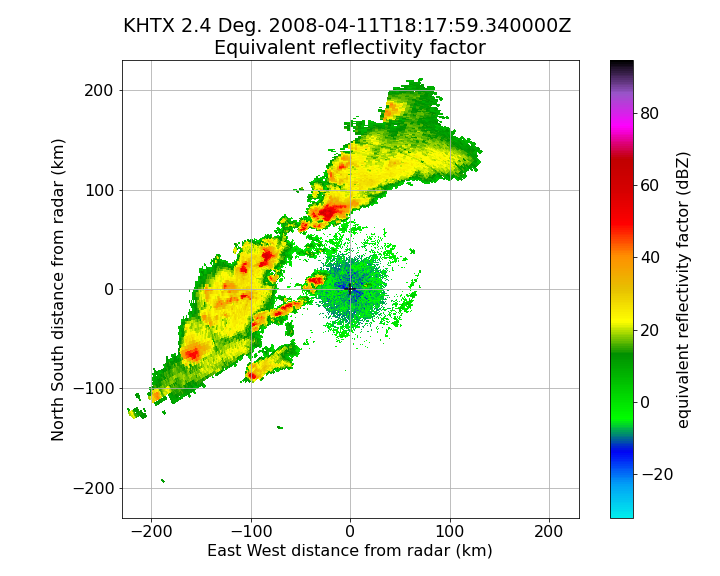 KHTX 2.4 Deg. 2008-04-11T18:17:59.340000Z
Equivalent reflectivity factor
North South distance from radar (km)
200
100
0
−100
−200
−200 −100 0 100 200
East West distance from radar (km)
80
60
40
20
0
−20
equivalent reflectivity factor (dBZ)